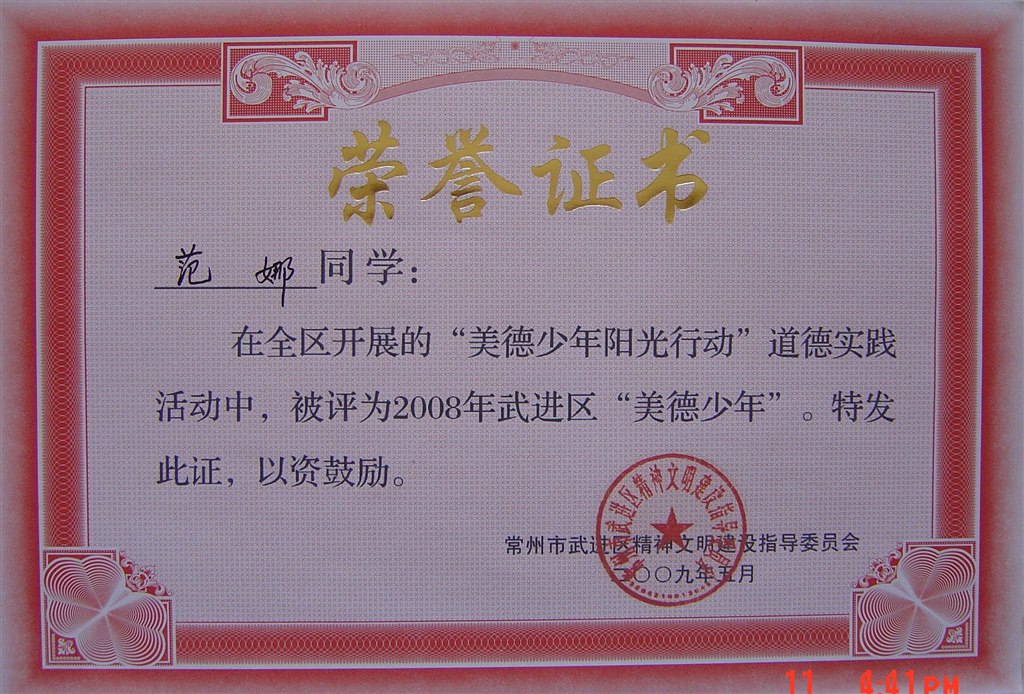 荣誉证书
范 娜 同学：
在全区开展的“美德少年阳光行动”道德实践
活动中，被评为2008年武进区“美德少年”。特发
此证，以资鼓励。
常州市武进区精神文明建设指导委员会
二〇〇九年五月
11 4:41PM